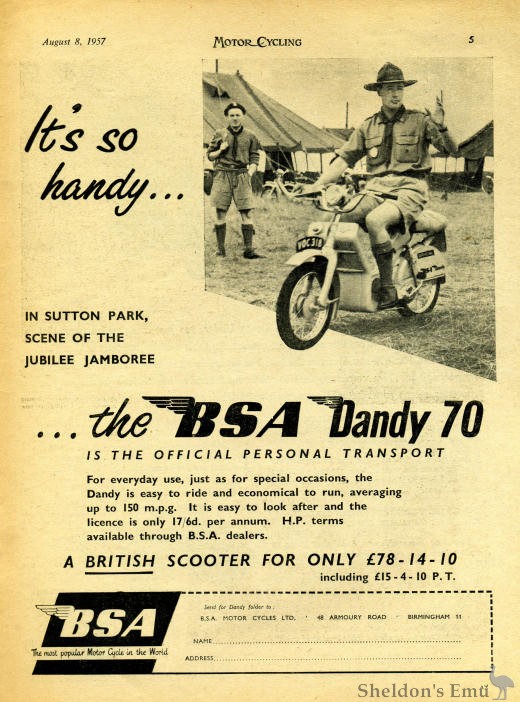 August 8, 1957
MOTOR CYCLING
5
It's so
handy...
VOC 318
IN SUTTON PARK,
SCENE OF THE
JUBILEE JAMBOREE
...the BSA Dandy 70
IS THE OFFICIAL PERSONAL TRANSPORT
For everyday use, just as for special occasions, the
Dandy is easy to ride and economical to run, averaging
up to 150 m.p.g. It is easy to look after and the
licence is only 17/6d. per annum. H.P. terms
available through B.S.A. dealers.
A BRITISH SCOOTER FOR ONLY £78-14-10
including £15-4-10 P.T.
BSA
The most popular Motor Cycle in the World
Send for Dandy folder to:
B.S.A. MOTOR CYCLES LTD. · 48 ARMOURY ROAD · BIRMINGHAM 11
NAME
ADDRESS
Sheldon's Emu